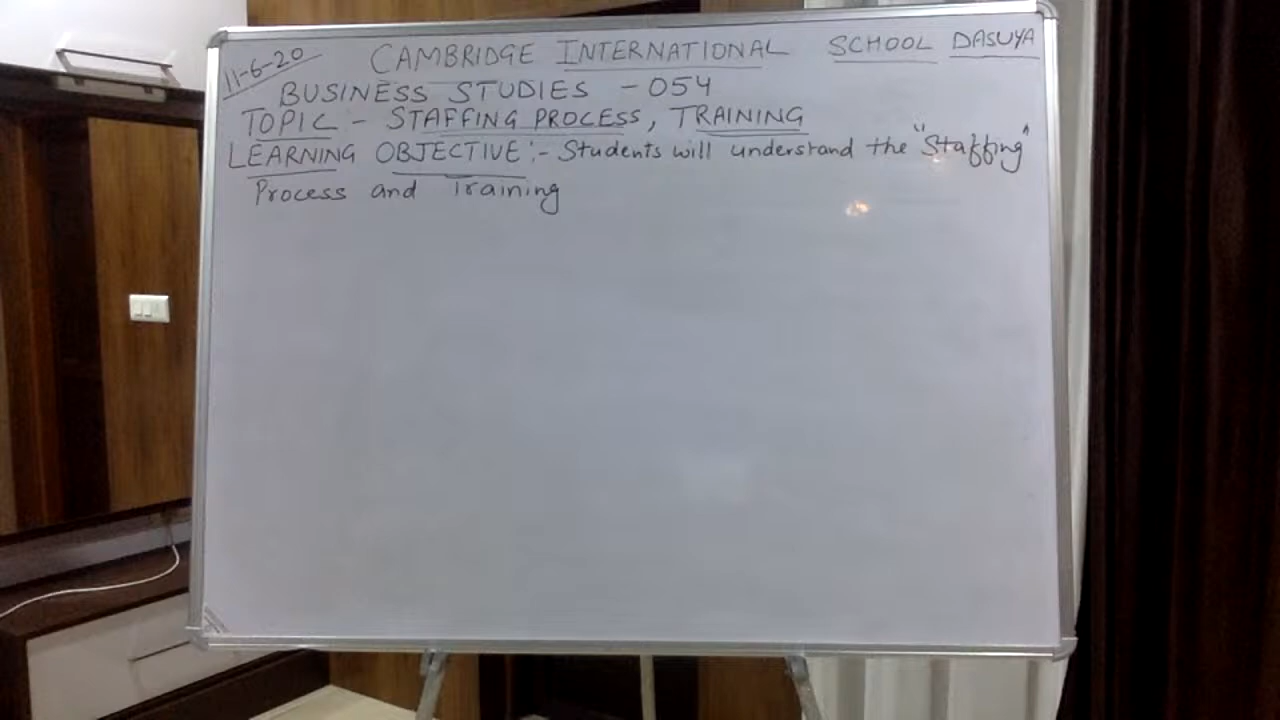 11-6-20 CAMBRIDGE INTERNATIONAL SCHOOL DASUYA
BUSINESS STUDIES - 054
TOPIC - STAFFING PROCESS, TRAINING
LEARNING OBJECTIVE :- Students will understand the "Staffing"
Process and Training